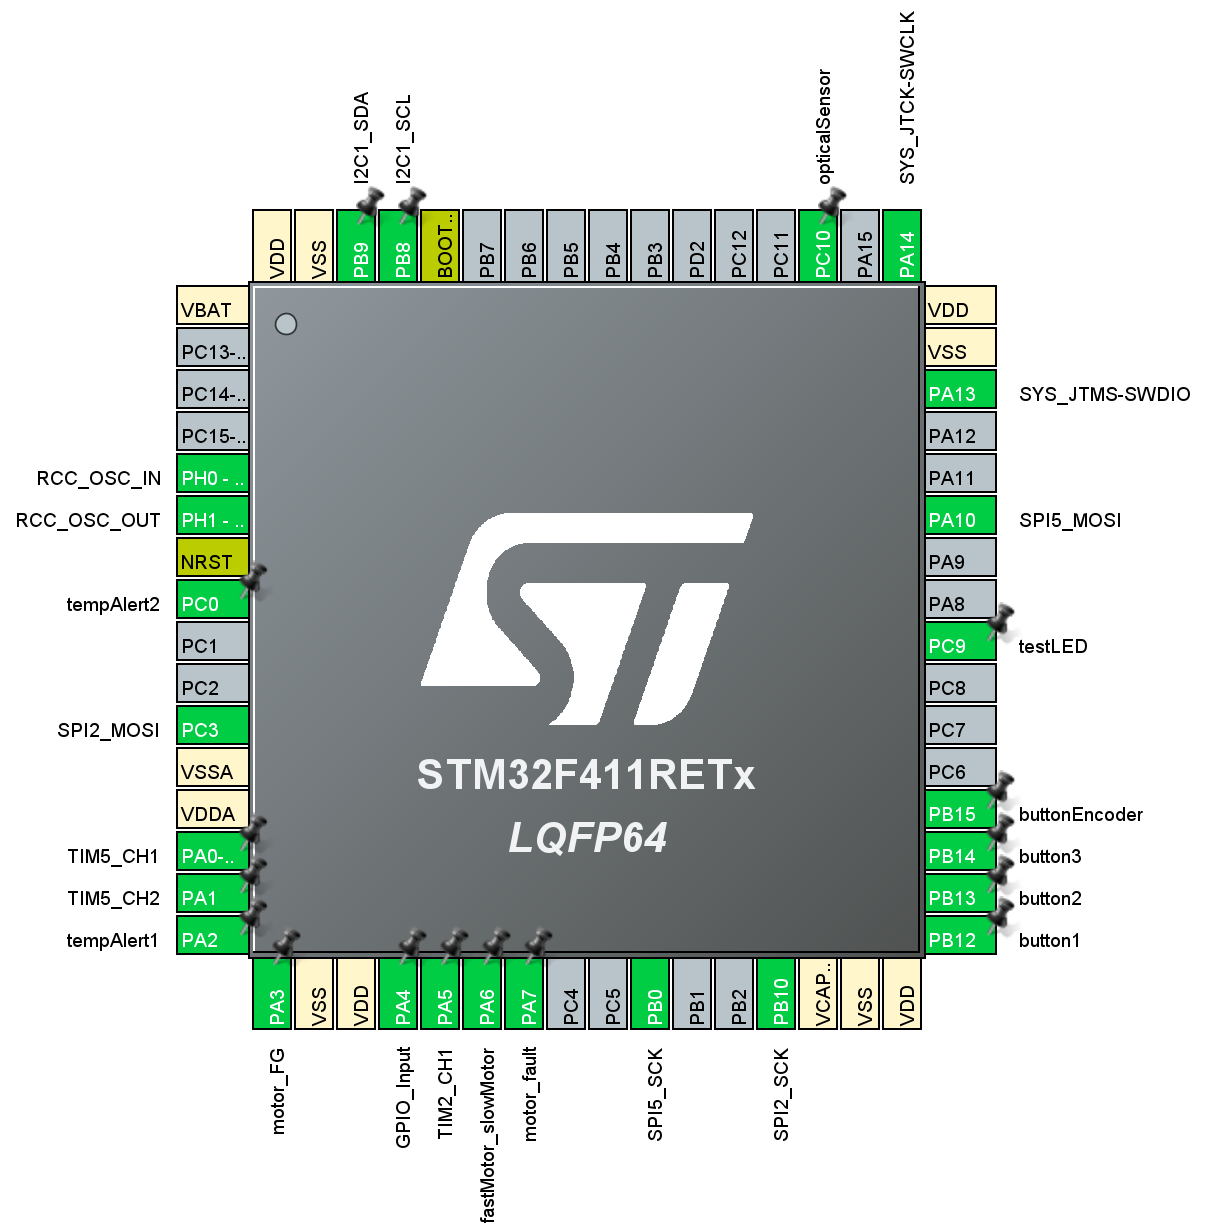 I2C1_SDA
I2C1_SCL
opticalSensor
SYS_JTCK-SWCLK
VDD
VSS
PB9
PB8
BOOT..
PB7
PB6
PB5
PB4
PB3
PD2
PC12
PC11
PC10
PA15
PA14
VBAT
PC13-..
PC14-..
PC15-..
RCC_OSC_IN
PH0 - ..
RCC_OSC_OUT
PH1 - ..
NRST
tempAlert2
PC0
PC1
PC2
SPI2_MOSI
PC3
VSSA
VDDA
TIM5_CH1
PA0-..
TIM5_CH2
PA1
tempAlert1
PA2
STM32F411RETx
LQFP64
VDD
VSS
PA13
SYS_JTMS-SWDIO
PA12
PA11
PA10
SPI5_MOSI
PA9
PA8
PC9
testLED
PC8
PC7
PC6
PB15
buttonEncoder
PB14
button3
PB13
button2
PB12
button1
PA3
VSS
VDD
PA4
PA5
PA6
PA7
PC4
PC5
PB0
PB1
PB2
PB10
VCAP..
VSS
VDD
motor_FG
GPIO_Input
TIM2_CH1
fastMotor_slowMotor
motor_fault
SPI5_SCK
SPI2_SCK